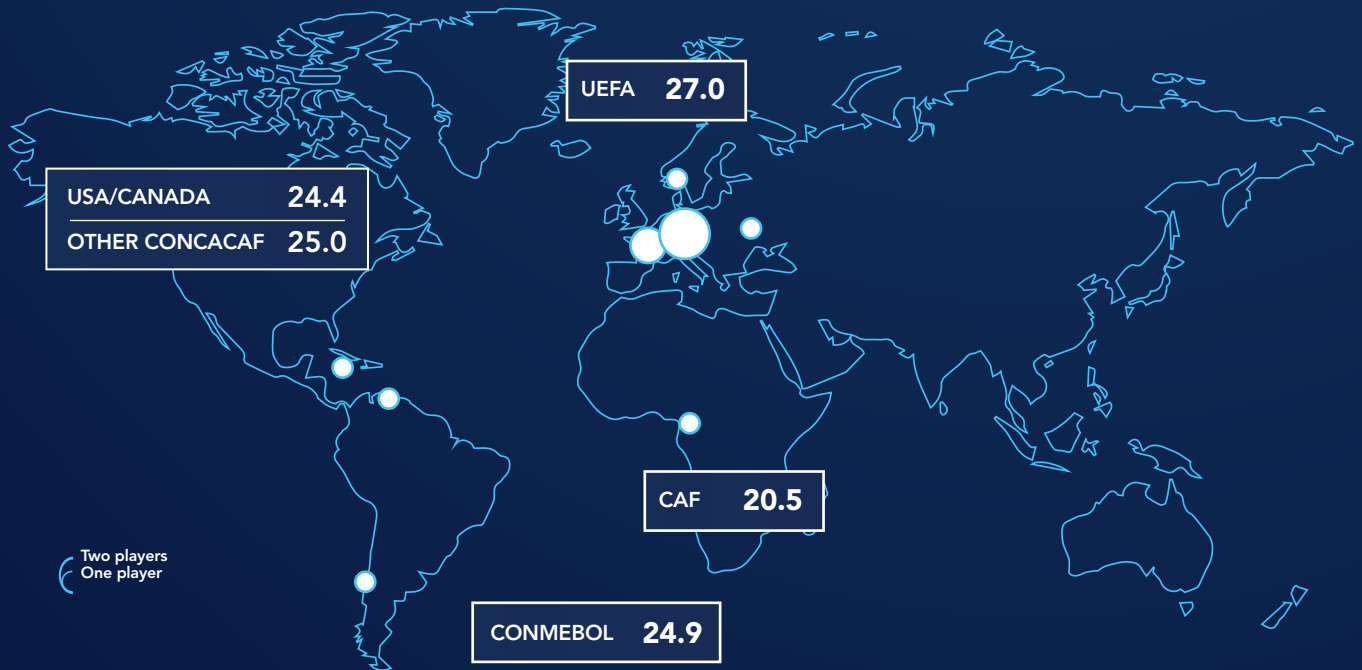 UEFA 27.0
USA/CANADA 24.4
OTHER CONCACAF 25.0
CAF 20.5
Two players
One player
CONMEBOL 24.9